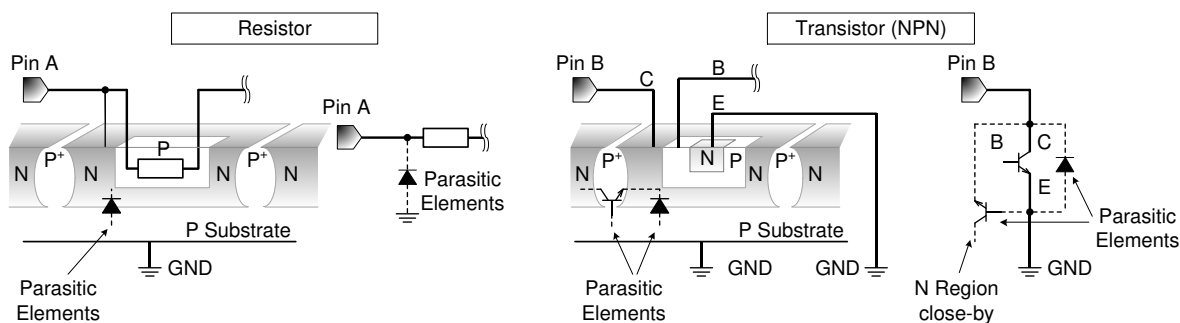 Resistor
Pin A
Pin A
N
P+
N
P
N
P+
N
Parasitic
Elements
P Substrate
GND
Parasitic
Elements
Transistor (NPN)
Pin B
C
B
E
N
P+
N
N
P
N
P+
N
P Substrate
GND
GND
Parasitic
Elements
Pin B
B
C
E
Parasitic
Elements
GND
N Region
close-by